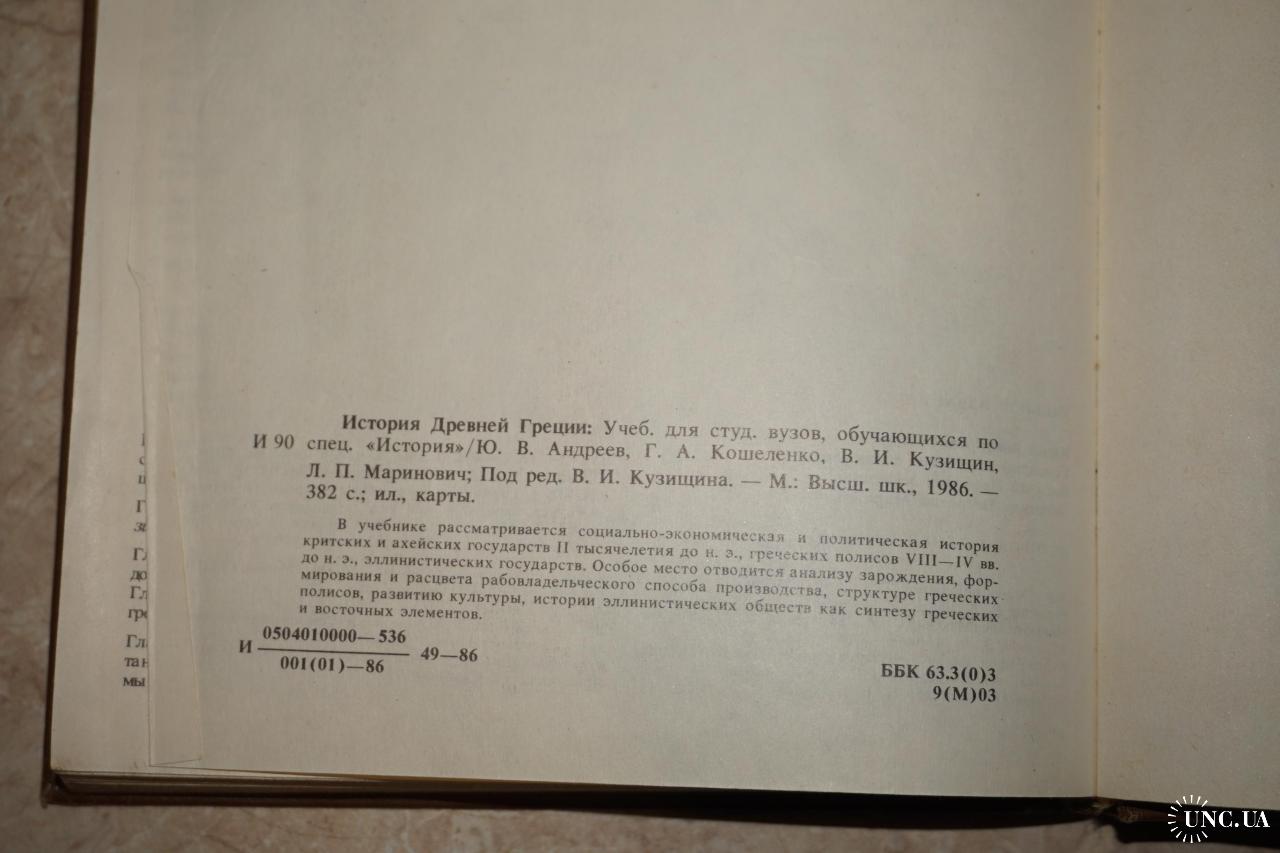 История Древней Греции: Учеб. для студ. вузов, обучающихся по
И 90 спец. «История»/Ю. В. Андреев, Г. А. Кошеленко, В. И. Кузищин,
Л. П. Маринович; Под ред. В. И. Кузищина. — М.: Высш. шк., 1986. —
382 с.; ил., карты.
В учебнике рассматривается социально-экономическая и политическая история
критских и ахейских государств II тысячелетия до н. э., греческих полисов VIII—IV вв.
до н. э., эллинистических государств. Особое место отводится анализу зарождения, фор-
мирования и расцвета рабовладельческого способа производства, структуре греческих
полисов, развитию культуры, истории эллинистических обществ как синтезу греческих
и восточных элементов.
И 0504010000—536
001(01)—86 49—86
ББК 63.3(0)3
9(М)03
UNC.UA